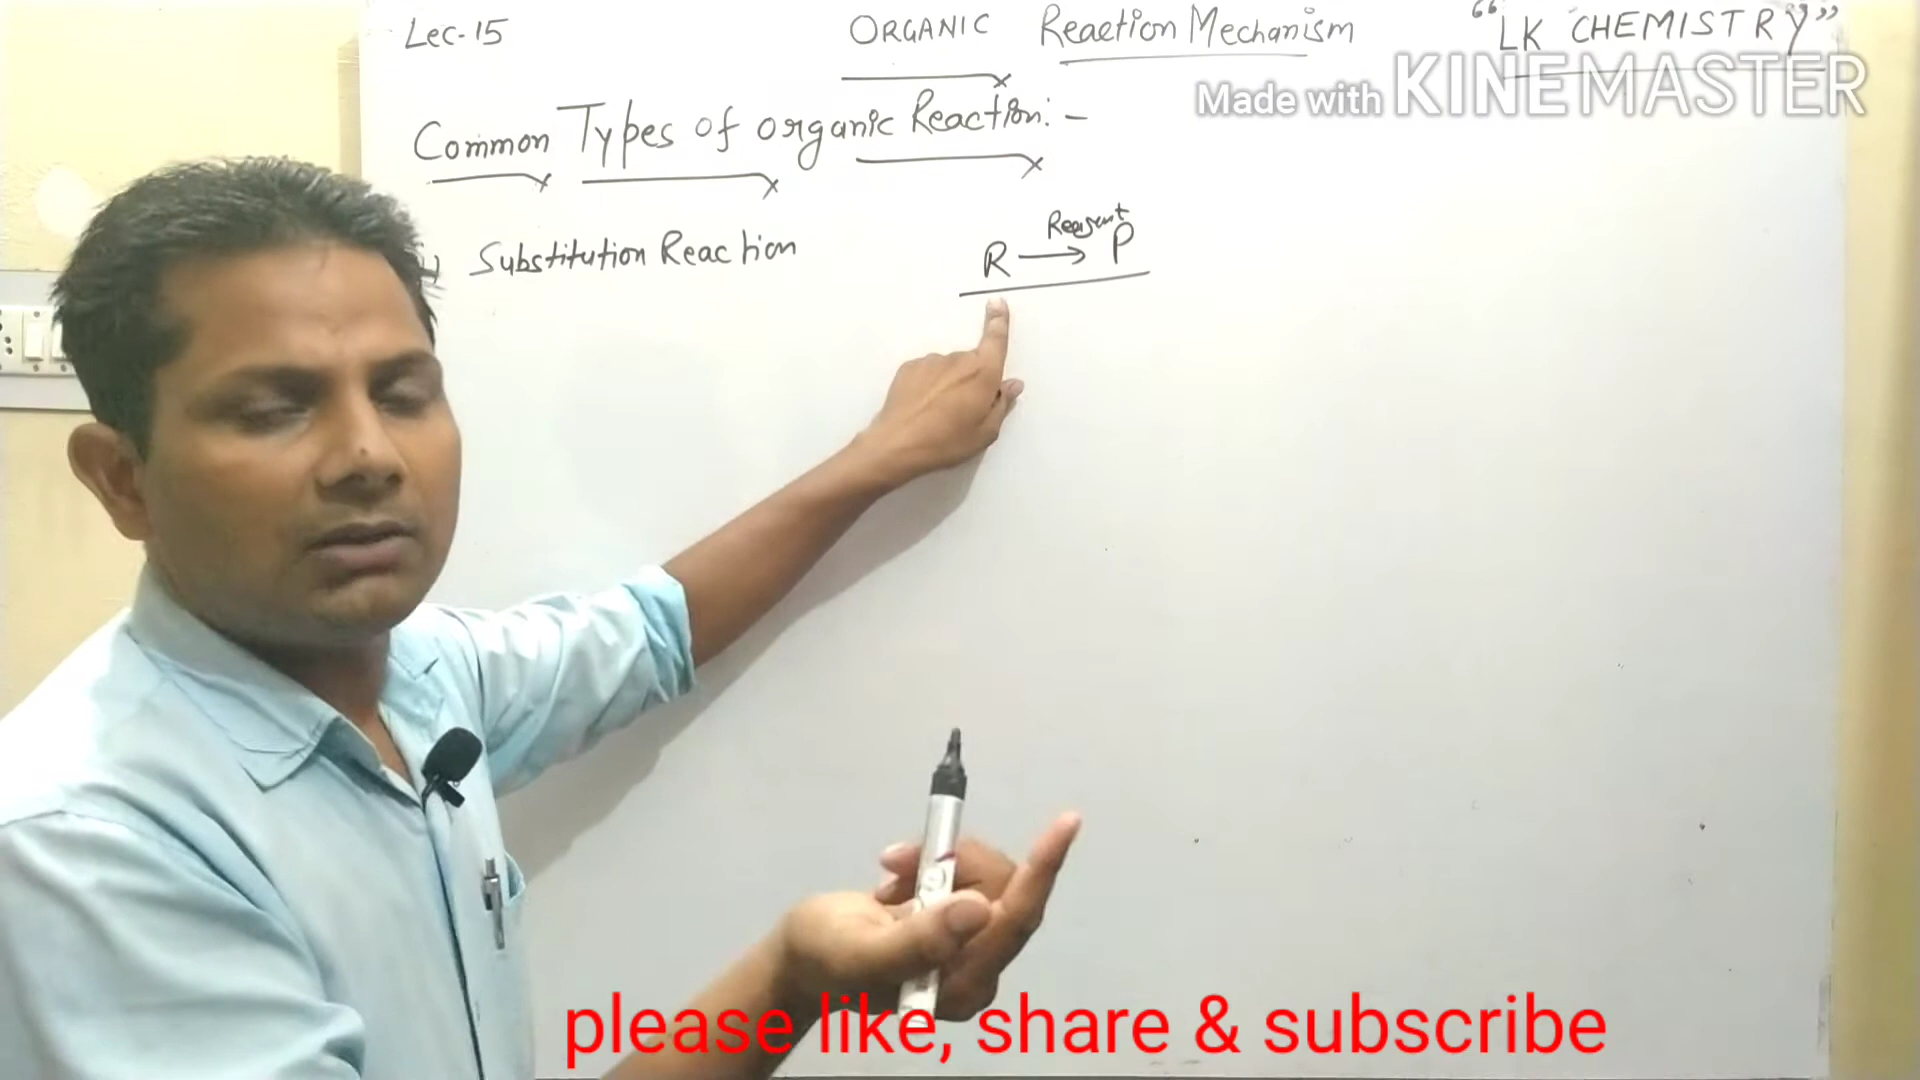 Lec-15
ORGANIC Reaction Mechanism
"LK CHEMISTRY"
Made with KINEMASTER
Common Types of organic Reaction:-
Substitution Reaction
Reagent
R → P
please like, share & subscribe